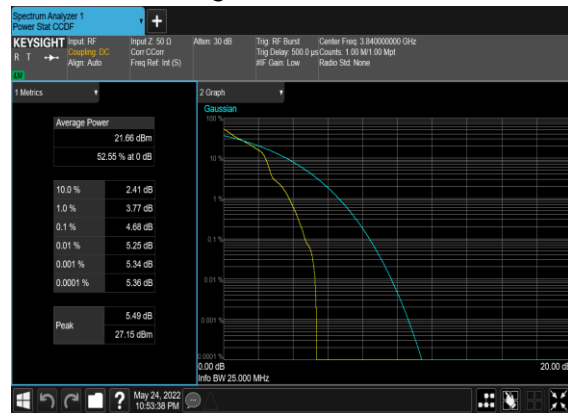 Spectrum Analyzer 1
Power Stat CCDF
KEYSIGHT
R T
LW
Input: RF
Coupling: DC
Align: Auto
Input Z: 50 Ω
Corr CCorr
Freq Ref: Int (S)
Atten: 30 dB
Trig: RF Burst
Trig Delay: 500.0 µs
#IF Gain: Low
Center Freq: 3.840000000 GHz
Counts: 1.00 M/1.00 Mpt
Radio Std: None
1 Metrics
Average Power
21.66 dBm
52.55 % at 0 dB
10.0 % 2.41 dB
1.0 % 3.77 dB
0.1 % 4.68 dB
0.01 % 5.25 dB
0.001 % 5.34 dB
0.0001 % 5.36 dB
Peak
5.49 dB
27.15 dBm
2 Graph
Gaussian
100 %
10 %
1 %
0.1 %
0.01 %
0.001 %
0.0001 %
0.00 dB
20.00 dB
Info BW 25.000 MHz
?
May 24, 2022
10:53:38 PM